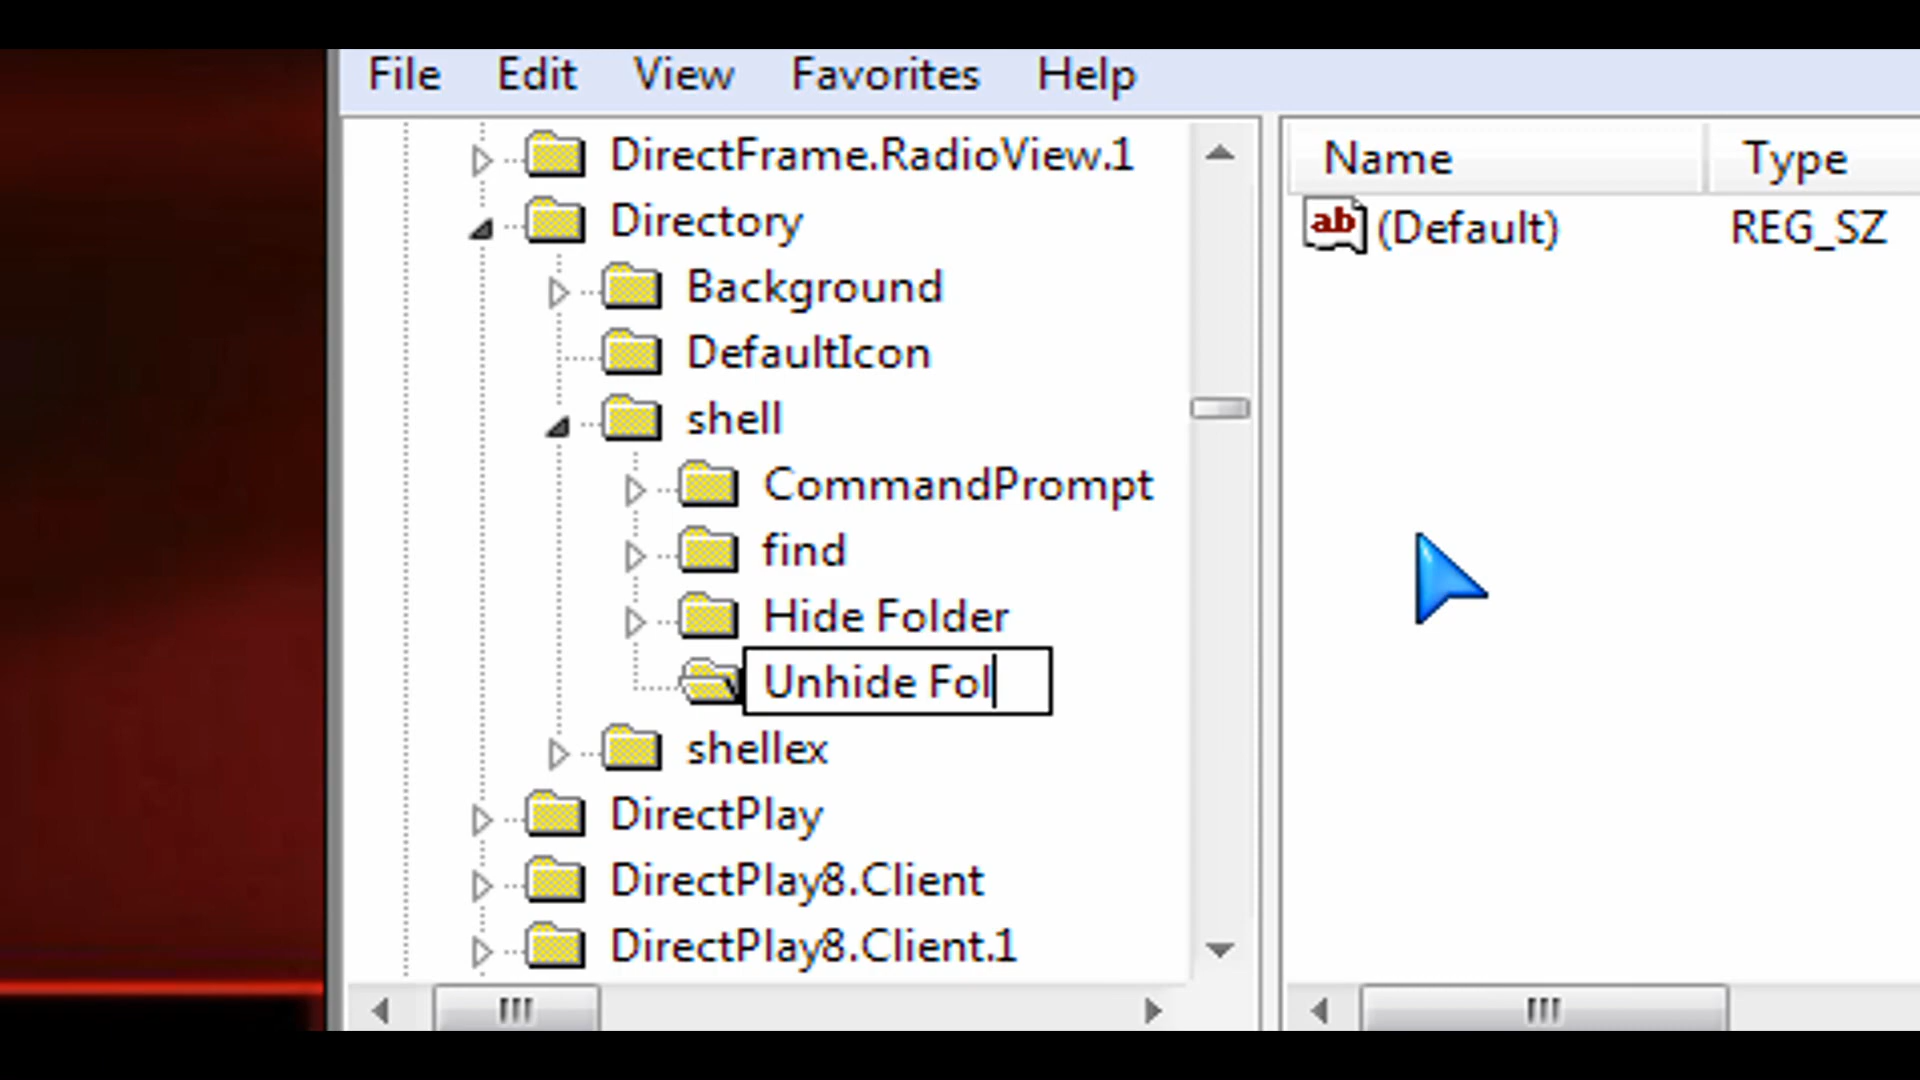 File Edit View Favorites Help
DirectFrame.RadioView.1
Directory
Background
DefaultIcon
shell
CommandPrompt
find
Hide Folder
Unhide Fol
shellex
DirectPlay
DirectPlay8.Client
DirectPlay8.Client.1
Name Type
ab (Default) REG_SZ